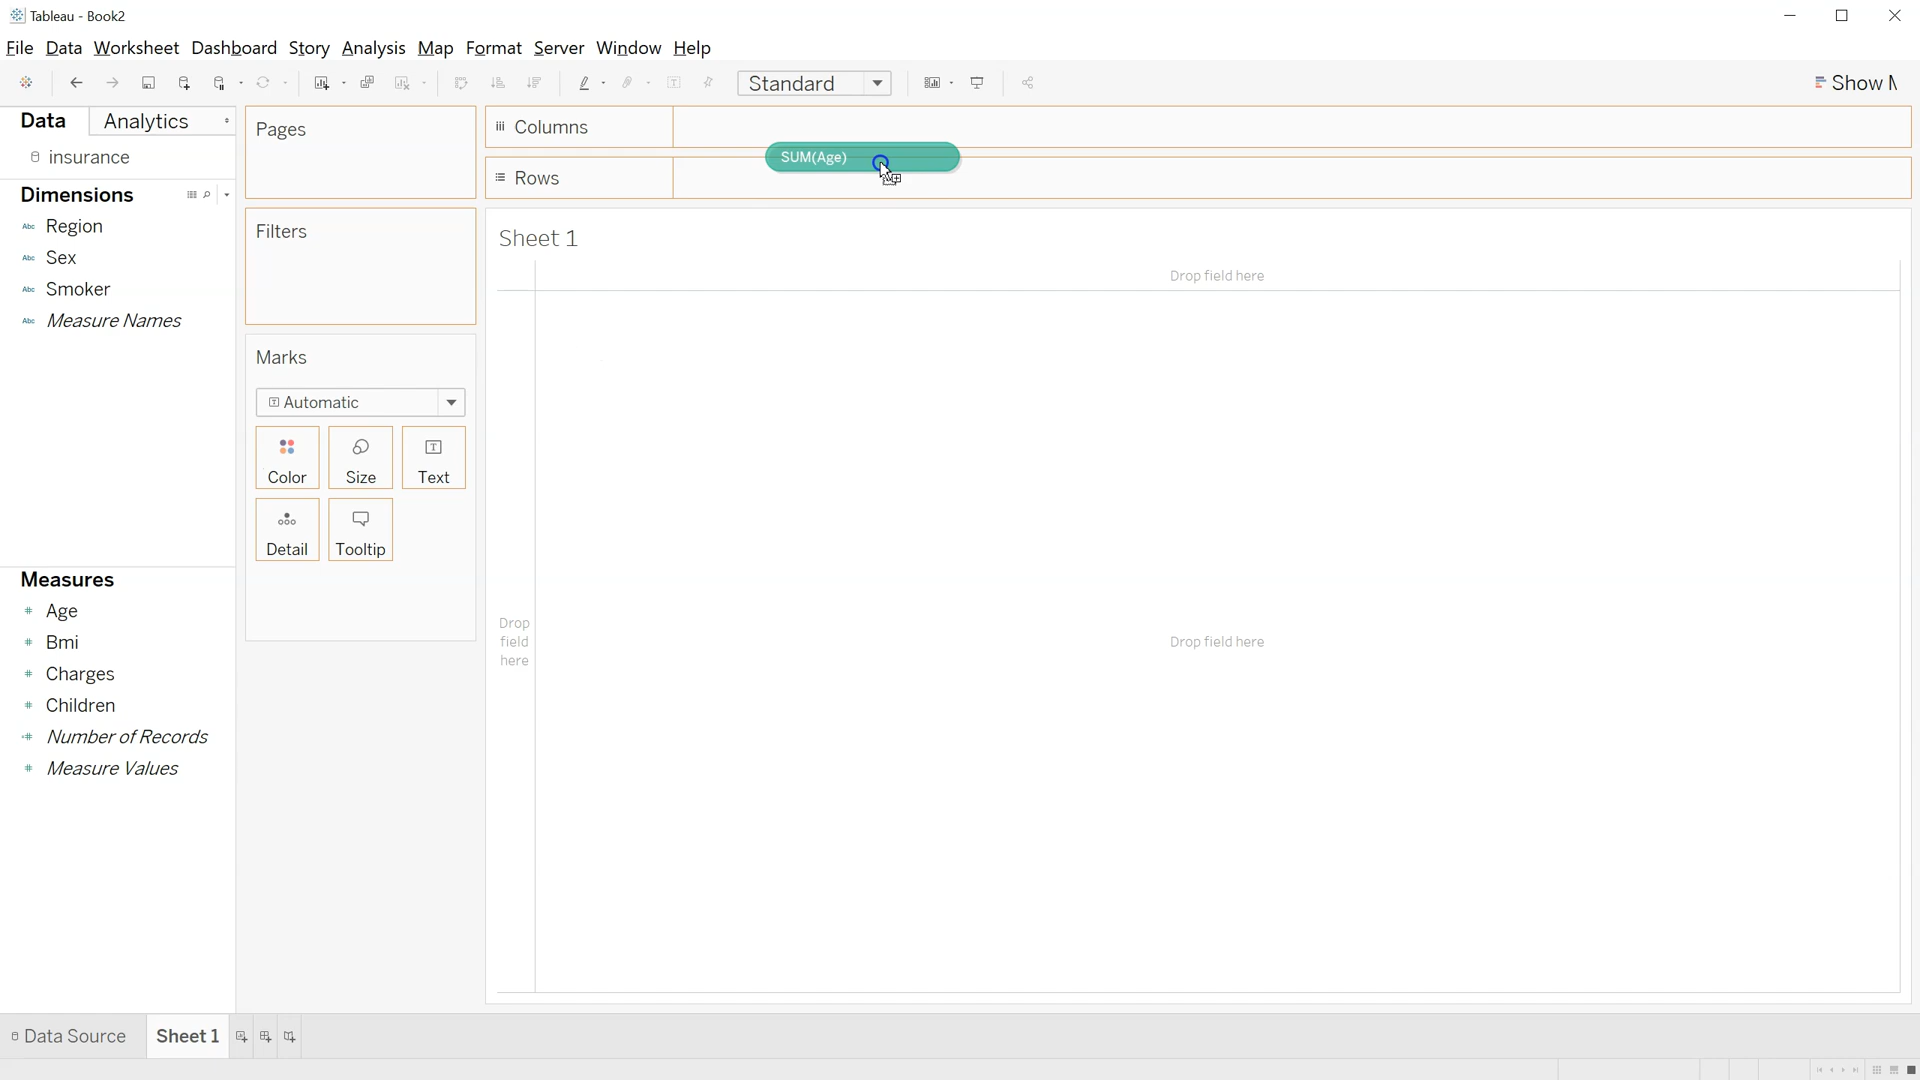 Tableau - Book2
File Data Worksheet Dashboard Story Analysis Map Format Server Window Help
Standard
Show M
Data
Analytics
insurance
Dimensions
Abc Region
Abc Sex
Abc Smoker
Abc Measure Names
Measures
# Age
# Bmi
# Charges
# Children
=# Number of Records
# Measure Values
Pages
Filters
Marks
Automatic
Color
Size
Text
Detail
Tooltip
Columns
SUM(Age)
Rows
Sheet 1
Drop field here
Drop
field
here
Drop field here
Data Source
Sheet 1